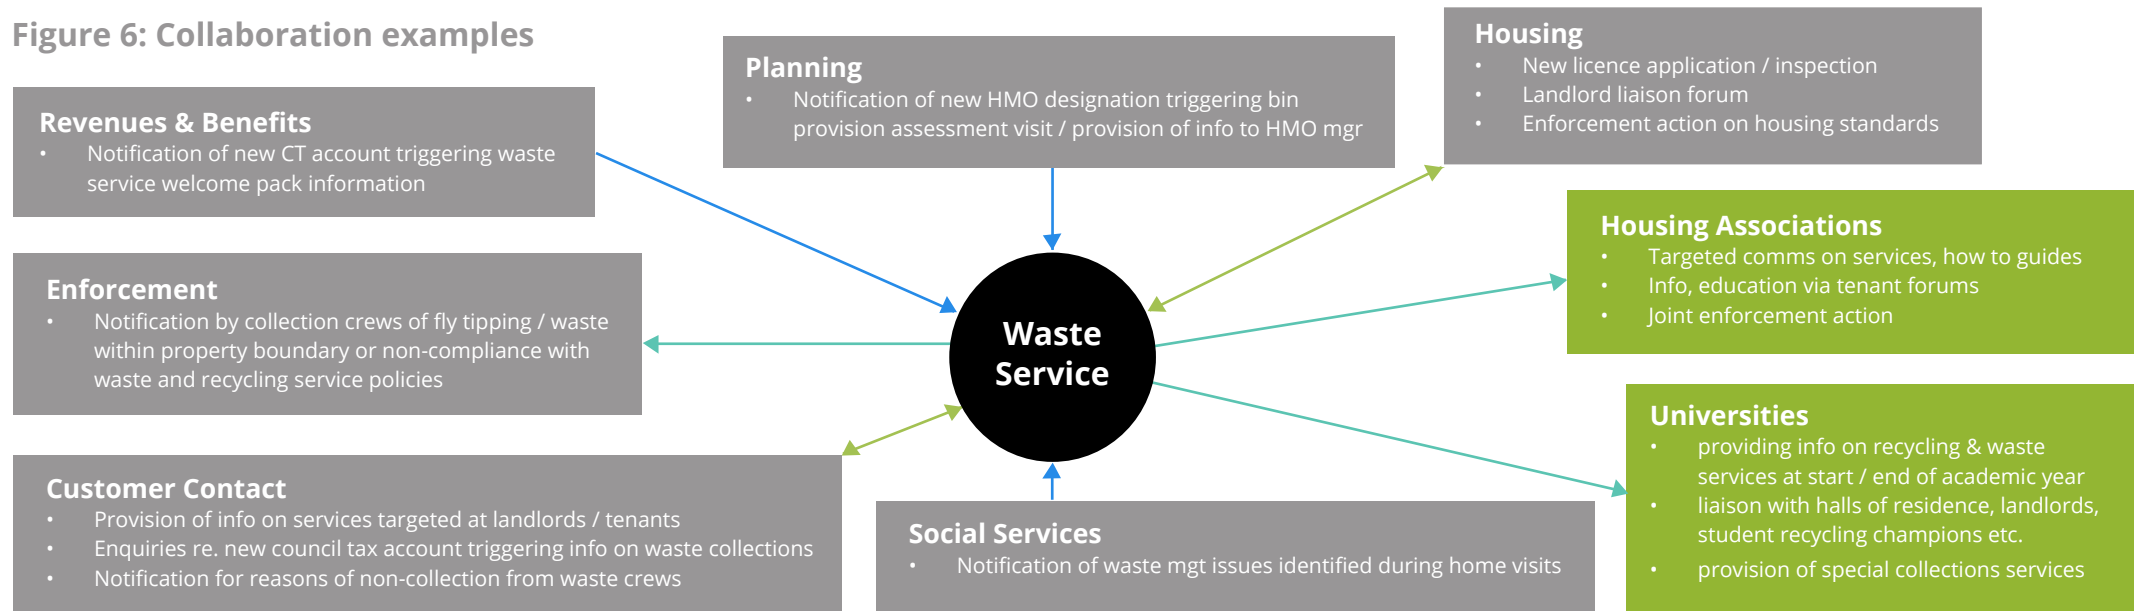 Figure 6: Collaboration examples
Revenues & Benefits
• Notification of new CT account triggering waste
service welcome pack information
Planning
• Notification of new HMO designation triggering bin
provision assessment visit / provision of info to HMO mgr
Housing
• New licence application / inspection
• Landlord liaison forum
• Enforcement action on housing standards
Enforcement
• Notification by collection crews of fly tipping / waste
within property boundary or non-compliance with
waste and recycling service policies
Waste
Service
Housing Associations
• Targeted comms on services, how to guides
• Info, education via tenant forums
• Joint enforcement action
Customer Contact
• Provision of info on services targeted at landlords / tenants
• Enquiries re. new council tax account triggering info on waste collections
• Notification for reasons of non-collection from waste crews
Social Services
• Notification of waste mgt issues identified during home visits
Universities
• providing info on recycling & waste
services at start / end of academic year
• liaison with halls of residence, landlords,
student recycling champions etc.
• provision of special collections services